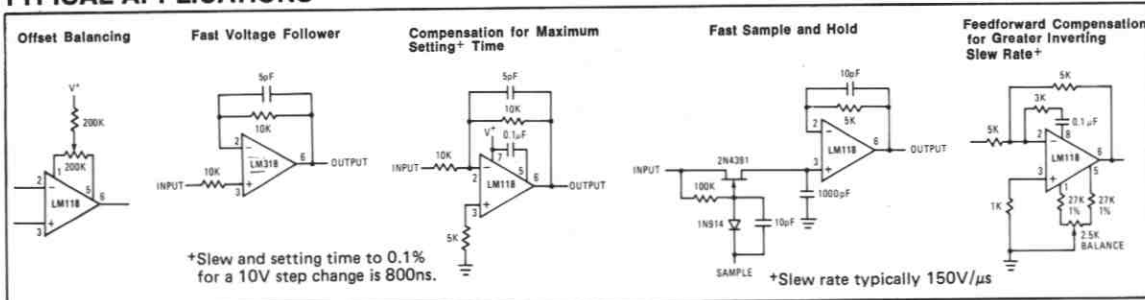 TYPICAL APPLICATIONS
Offset Balancing
V+
200K
200K
1
2
5
6
3
LM118
Fast Voltage Follower
5pF
10K
2
LM318
6
OUTPUT
INPUT
10K
3
Compensation for Maximum
Setting+ Time
5pF
10K
V+
0.1µF
7
INPUT
10K
2
5
LM118
6
OUTPUT
3
5K
+Slew and setting time to 0.1%
for a 10V step change is 800ns.
Fast Sample and Hold
10pF
5K
2
LM118
6
OUTPUT
3
INPUT
2N4391
100K
1000pF
1N914
10pF
SAMPLE
Feedforward Compensation
for Greater Inverting
Slew Rate+
5K
3K
0.1µF
5K
2
8
LM118
6
3
1
5
1K
27K
1%
27K
1%
2.5K
BALANCE
+Slew rate typically 150V/µs